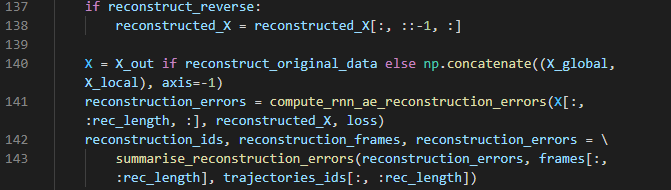 137 if reconstruct_reverse:
138 reconstructed_X = reconstructed_X[:, ::-1, :]
139
140 X = X_out if reconstruct_original_data else np.concatenate((X_global,
X_local), axis=-1)
141 reconstruction_errors = compute_rnn_ae_reconstruction_errors(X[:,
:rec_length, :], reconstructed_X, loss)
142 reconstruction_ids, reconstruction_frames, reconstruction_errors = \
143 summarise_reconstruction_errors(reconstruction_errors, frames[:,
:rec_length], trajectories_ids[:, :rec_length])